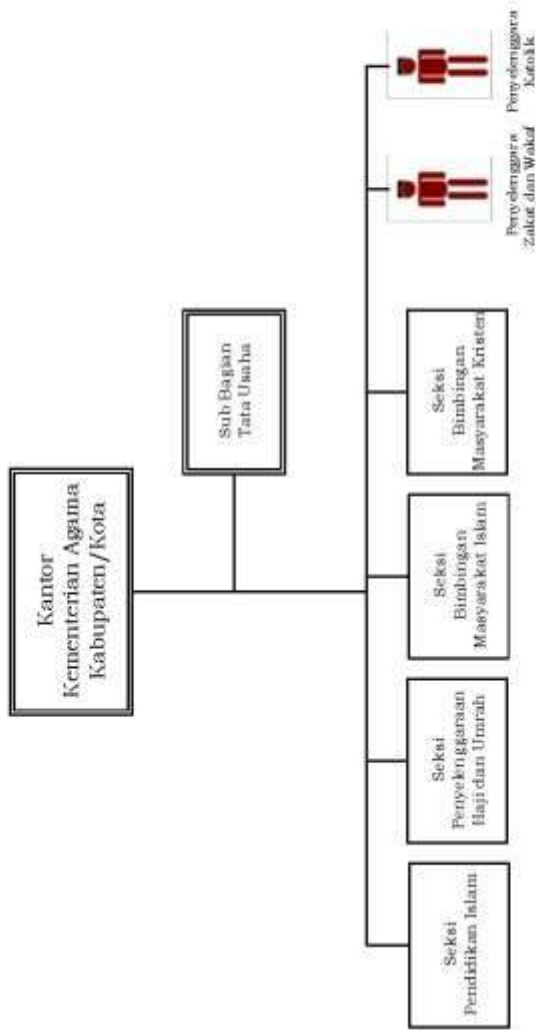 Kantor
Kementerian Agama
Kabupaten/Kota
Sub Bagian
Tata Usaha
Seksi
Pendidikan Islam
Seksi
Penyelenggaraan
Haji dan Umrah
Seksi
Bimbingan
Masyarakat Islam
Seksi
Bimbingan
Masyarakat Kristen
Penyelenggara
Zakat dan Wakaf
Penyelenggara
Katolik